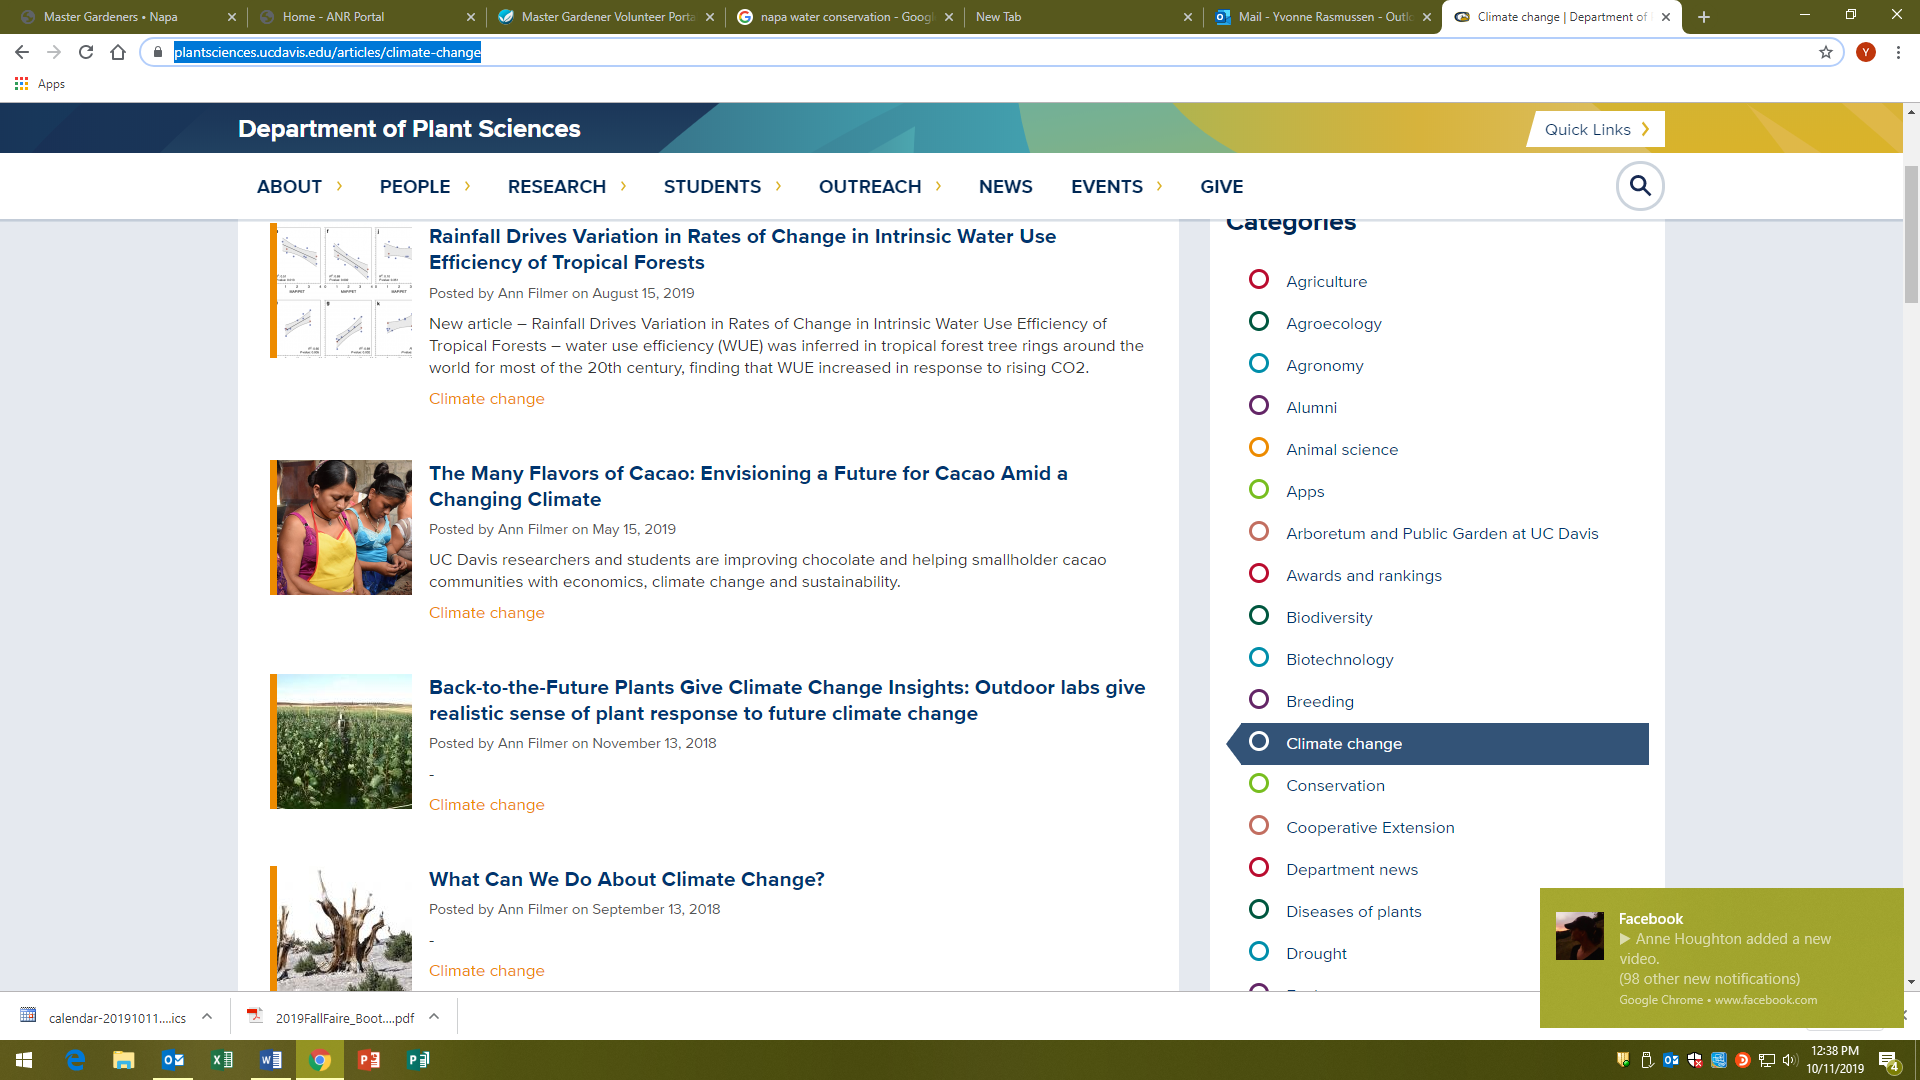 Master Gardeners • Napa
Home - ANR Portal
Master Gardener Volunteer Porta
napa water conservation - Googl
New Tab
Mail - Yvonne Rasmussen - Outlo
Climate change | Department of
plantsciences.ucdavis.edu/articles/climate-change
Y
Apps
Department of Plant Sciences
Quick Links
ABOUT
PEOPLE
RESEARCH
STUDENTS
OUTREACH
NEWS
EVENTS
GIVE
Rainfall Drives Variation in Rates of Change in Intrinsic Water Use
Efficiency of Tropical Forests
Posted by Ann Filmer on August 15, 2019
New article – Rainfall Drives Variation in Rates of Change in Intrinsic Water Use Efficiency of
Tropical Forests – water use efficiency (WUE) was inferred in tropical forest tree rings around the
world for most of the 20th century, finding that WUE increased in response to rising CO2.
Climate change
The Many Flavors of Cacao: Envisioning a Future for Cacao Amid a
Changing Climate
Posted by Ann Filmer on May 15, 2019
UC Davis researchers and students are improving chocolate and helping smallholder cacao
communities with economics, climate change and sustainability.
Climate change
Back-to-the-Future Plants Give Climate Change Insights: Outdoor labs give
realistic sense of plant response to future climate change
Posted by Ann Filmer on November 13, 2018
-
Climate change
What Can We Do About Climate Change?
Posted by Ann Filmer on September 13, 2018
-
Climate change
Categories
Agriculture
Agroecology
Agronomy
Alumni
Animal science
Apps
Arboretum and Public Garden at UC Davis
Awards and rankings
Biodiversity
Biotechnology
Breeding
Climate change
Conservation
Cooperative Extension
Department news
Diseases of plants
Drought
Facebook
▶ Anne Houghton added a new
video.
(98 other new notifications)
Google Chrome • www.facebook.com
calendar-20191011....ics
2019FallFaire_Boot....pdf
12:38 PM
10/11/2019
4